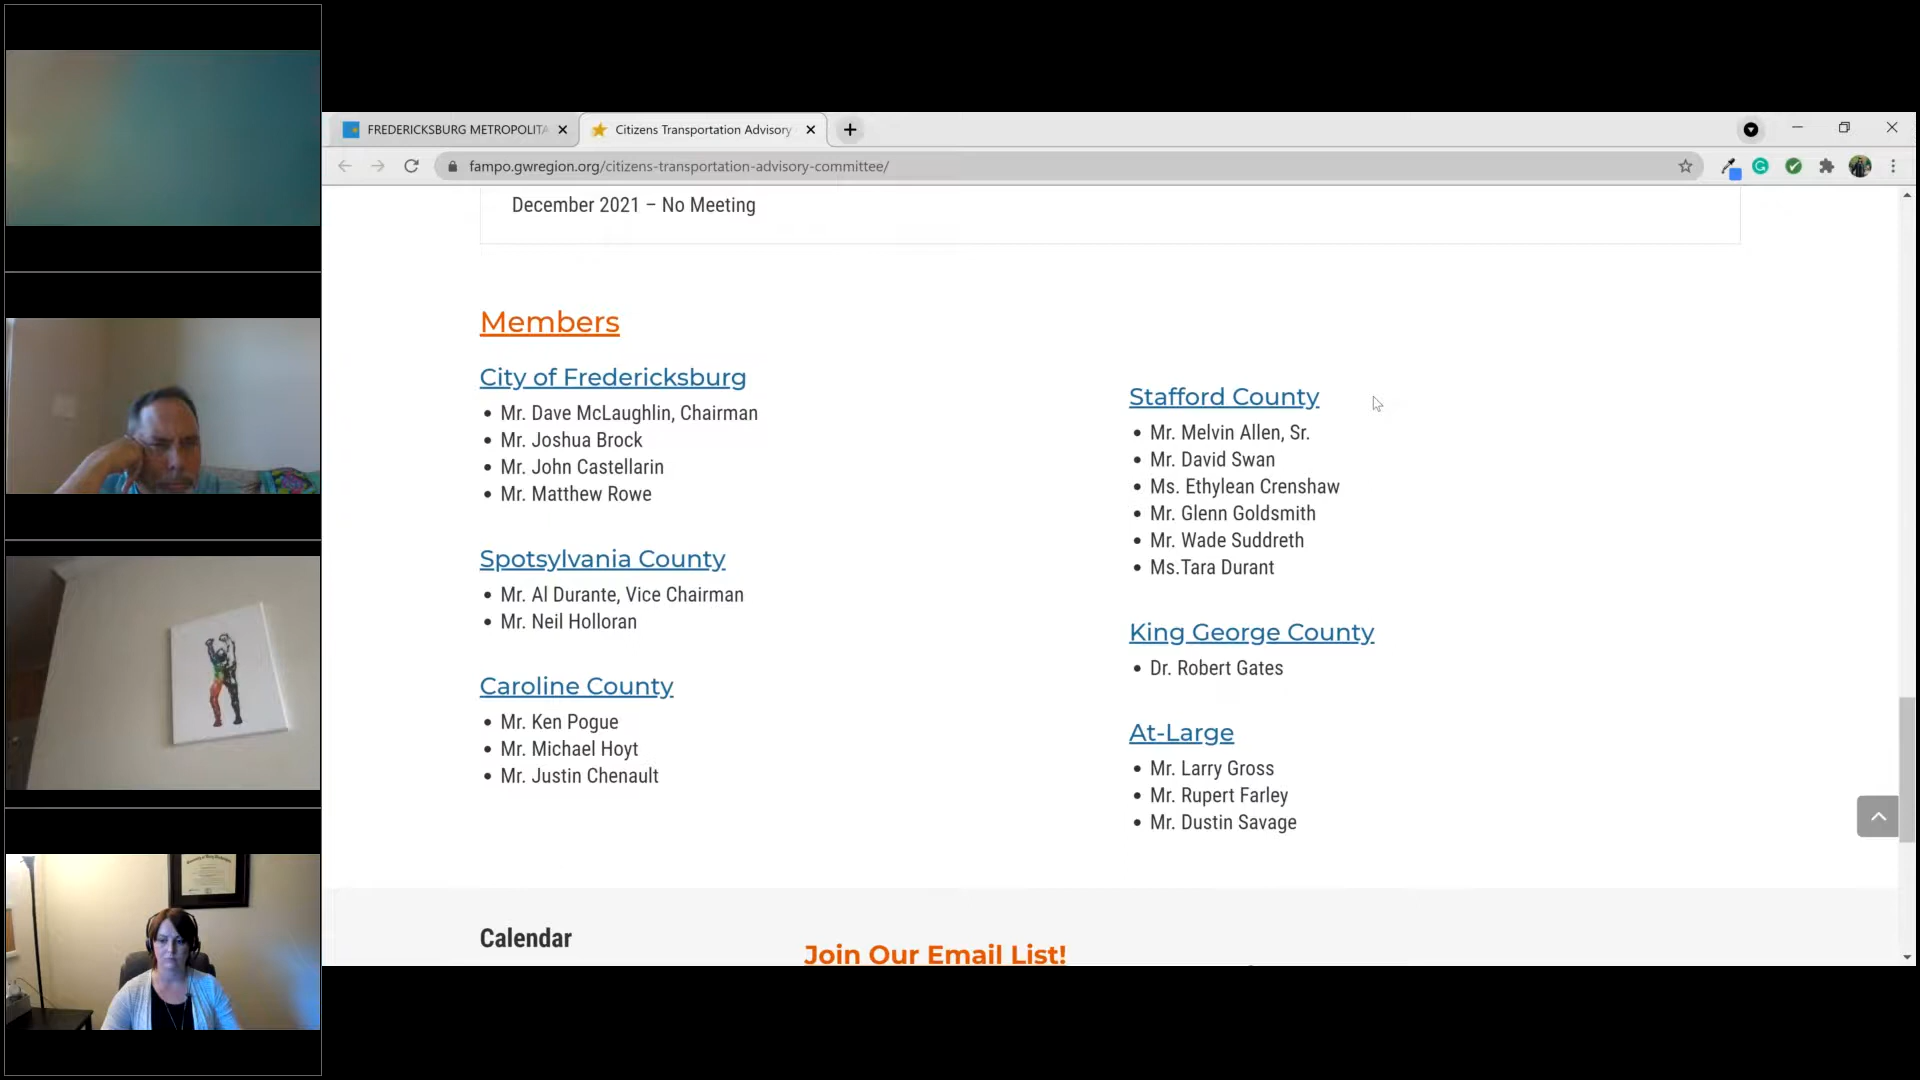 FREDERICKSBURG METROPOLITA
Citizens Transportation Advisory
fampo.gwregion.org/citizens-transportation-advisory-committee/
December 2021 – No Meeting
Members
City of Fredericksburg
Mr. Dave McLaughlin, Chairman
Mr. Joshua Brock
Mr. John Castellarin
Mr. Matthew Rowe
Spotsylvania County
Mr. Al Durante, Vice Chairman
Mr. Neil Holloran
Caroline County
Mr. Ken Pogue
Mr. Michael Hoyt
Mr. Justin Chenault
Stafford County
Mr. Melvin Allen, Sr.
Mr. David Swan
Ms. Ethylean Crenshaw
Mr. Glenn Goldsmith
Mr. Wade Suddreth
Ms.Tara Durant
King George County
Dr. Robert Gates
At-Large
Mr. Larry Gross
Mr. Rupert Farley
Mr. Dustin Savage
Calendar
Join Our Email List!